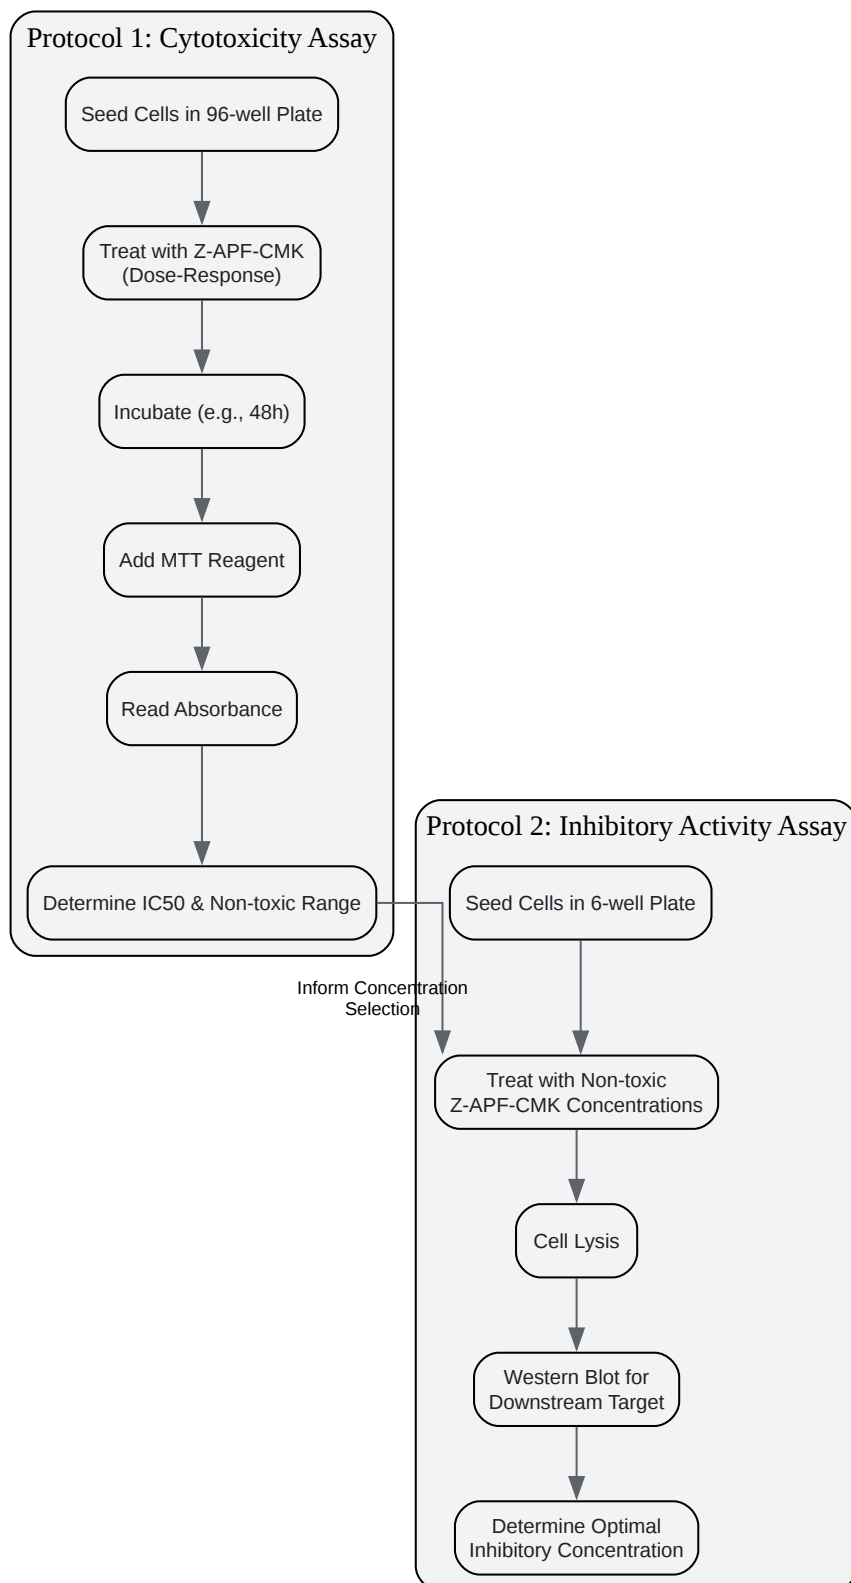 Protocol 1: Cytotoxicity Assay
Seed Cells in 96-well Plate
Treat with Z-APF-CMK
(Dose-Response)
Incubate (e.g., 48h)
Add MTT Reagent
Read Absorbance
Determine IC50 & Non-toxic Range
Inform Concentration
Selection
Protocol 2: Inhibitory Activity Assay
Seed Cells in 6-well Plate
Treat with Non-toxic
Z-APF-CMK Concentrations
Cell Lysis
Western Blot for
Downstream Target
Determine Optimal
Inhibitory Concentration